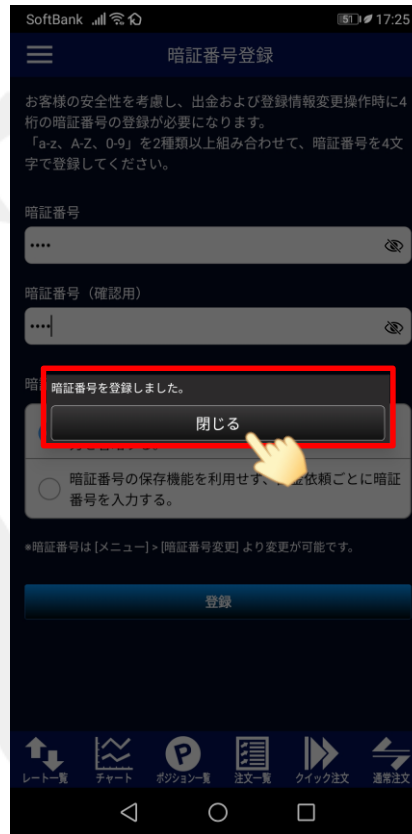 SoftBank 51 17:25
暗証番号登録
お客様の安全性を考慮し、出金および登録情報変更操作時に4
桁の暗証番号の登録が必要になります。
「a-z、A-Z、0-9」を2種類以上組み合わせて、暗証番号を4文
字で登録してください。
暗証番号
••••
暗証番号（確認用）
••••
暗
暗証番号を登録しました。
閉じる
暗証番号の保存機能を利用せず、 依頼ごとに暗証
番号を入力する。
※暗証番号は [メニュー] > [暗証番号変更] より変更が可能です。
登録
レート一覧 チャート ポジション一覧 注文一覧 クイック注文 通常注文